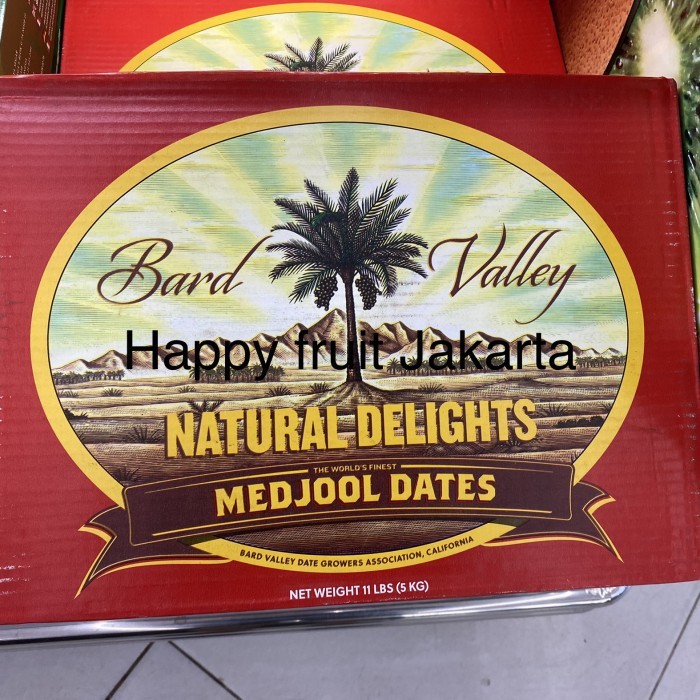 Bard Valley
Happy fruit Jakarta
NATURAL DELIGHTS
THE WORLD'S FINEST
MEDJOOL DATES
BARD VALLEY DATE GROWERS ASSOCIATION, CALIFORNIA
NET WEIGHT 11 LBS (5 KG)